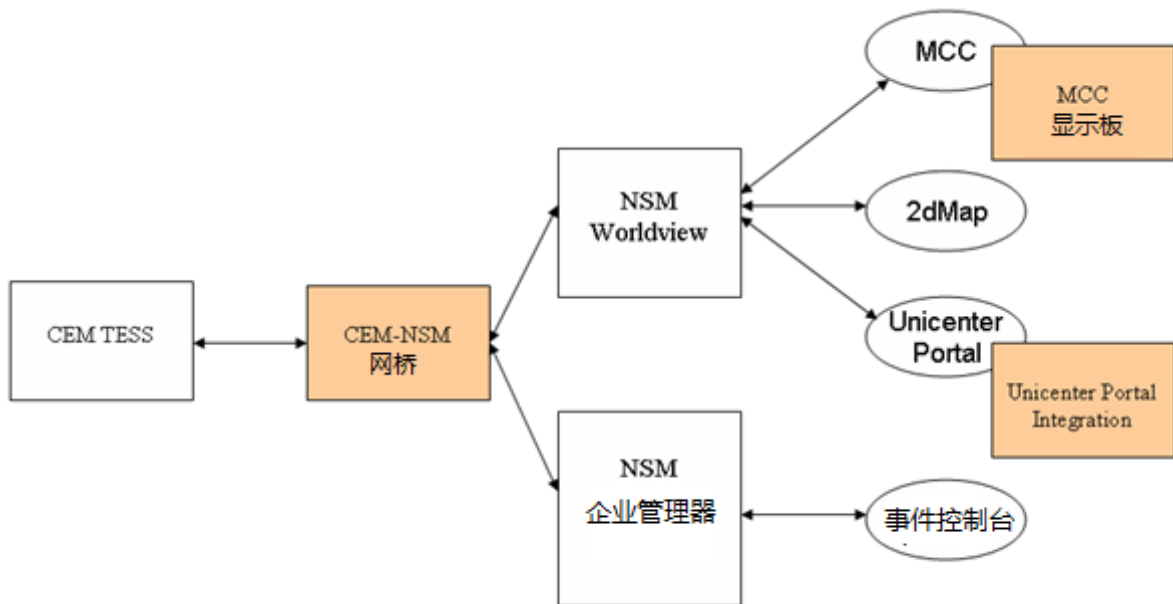 MCC
MCC
显示板
NSM
Worldview
2dMap
CEM TESS
CEM-NSM
网桥
Unicenter
Portal
Unicenter Portal
Integration
NSM
企业管理器
事件控制台